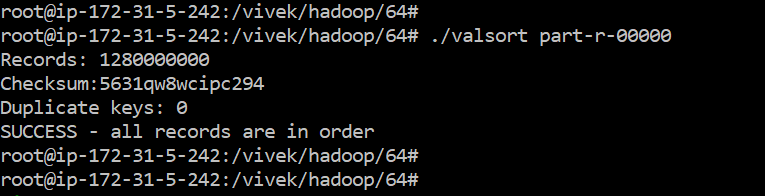 root@ip-172-31-5-242:/vivek/hadoop/64#
root@ip-172-31-5-242:/vivek/hadoop/64# ./valsort part-r-00000
Records: 1280000000
Checksum:5631qw8wcipc294
Duplicate keys: 0
SUCCESS - all records are in order
root@ip-172-31-5-242:/vivek/hadoop/64#
root@ip-172-31-5-242:/vivek/hadoop/64#